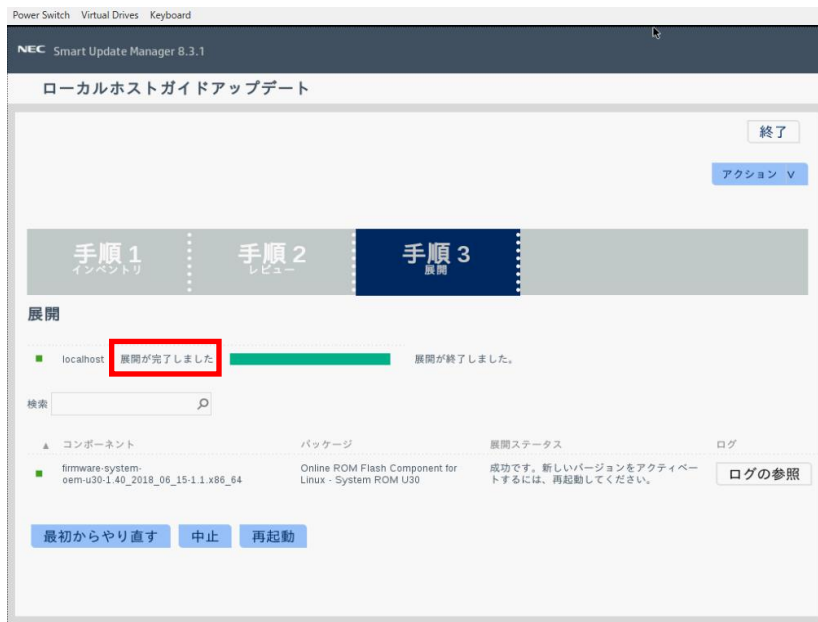 Power Switch Virtual Drives Keyboard
NEC Smart Update Manager 8.3.1
ローカルホストガイドアップデート
終了
アクション ∨
手順 1
インベントリ
手順 2
レビュー
手順 3
展開
展開
localhost 展開が完了しました 展開が終了しました。
検索
▲ コンポーネント パッケージ 展開ステータス ログ
firmware-system-
oem-u30-1.40_2018_06_15-1.1.x86_64
Online ROM Flash Component for
Linux - System ROM U30
成功です。新しいバージョンをアクティベー
トするには、再起動してください。
ログの参照
最初からやり直す 中止 再起動